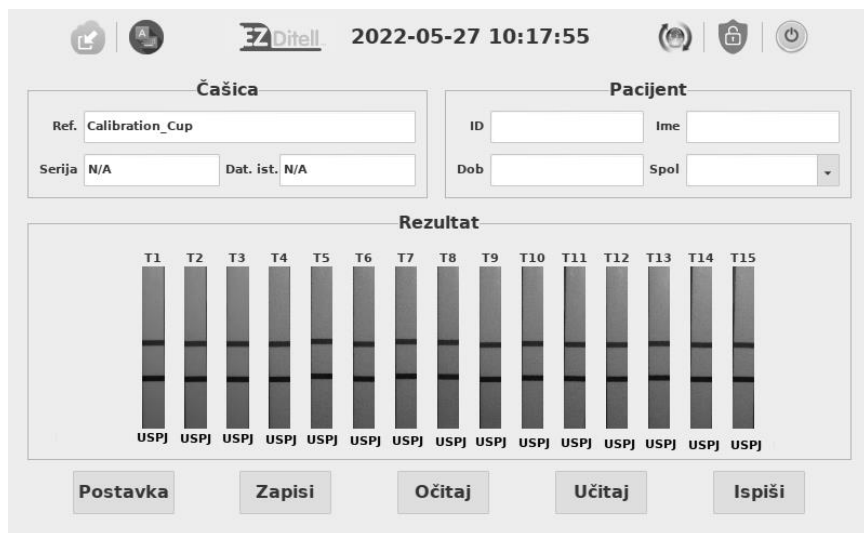 EZ Ditell 2022-05-27 10:17:55
Čašica
Pacijent
Ref. Calibration_Cup
ID
Ime
Serija N/A Dat. ist. N/A
Dob
Spol
Rezultat
T1 T2 T3 T4 T5 T6 T7 T8 T9 T10 T11 T12 T13 T14 T15
USPJ USPJ USPJ USPJ USPJ USPJ USPJ USPJ USPJ USPJ USPJ USPJ USPJ USPJ USPJ
Postavka Zapisi Očitaj Učitaj Ispiši